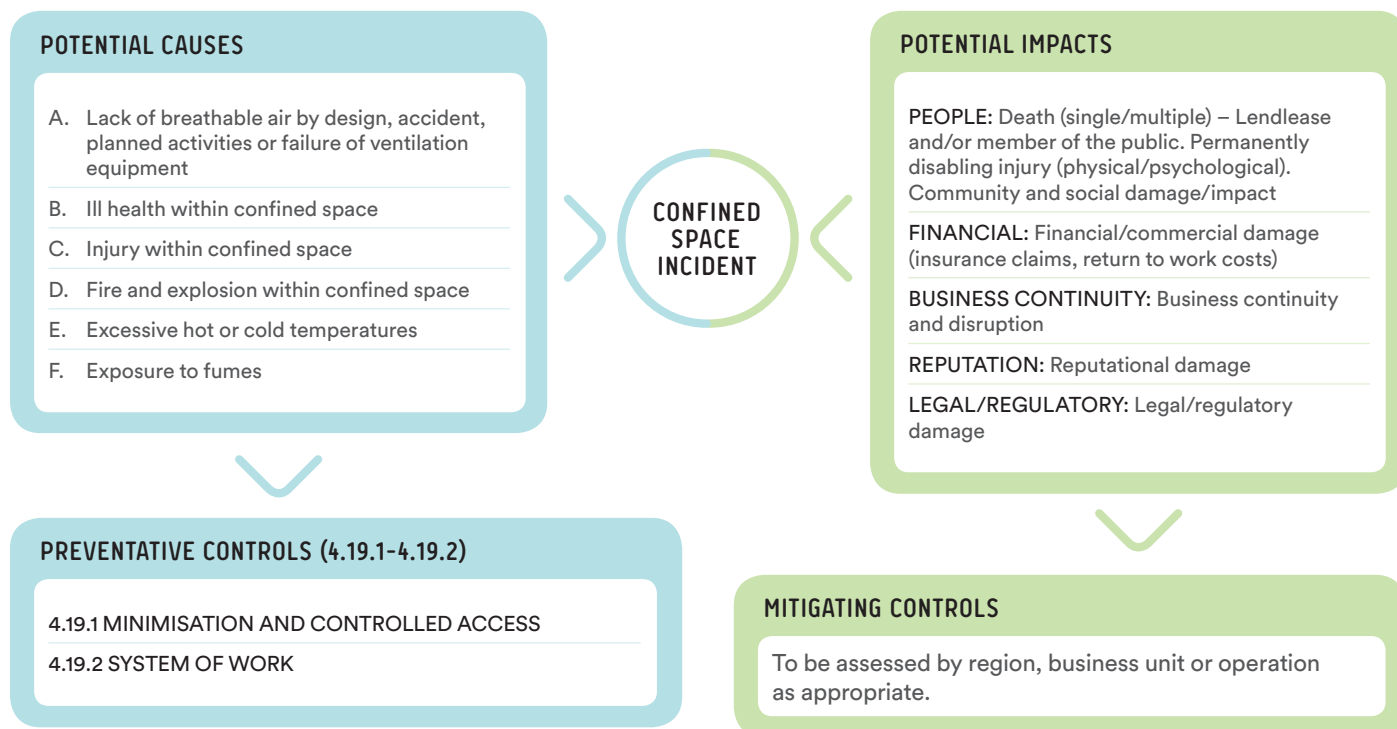 POTENTIAL CAUSES
A. Lack of breathable air by design, accident,
planned activities or failure of ventilation
equipment
B. Ill health within confined space
C. Injury within confined space
D. Fire and explosion within confined space
E. Excessive hot or cold temperatures
F. Exposure to fumes
CONFINED
SPACE
INCIDENT
POTENTIAL IMPACTS
PEOPLE: Death (single/multiple) – Lendlease
and/or member of the public. Permanently
disabling injury (physical/psychological).
Community and social damage/impact
FINANCIAL: Financial/commercial damage
(insurance claims, return to work costs)
BUSINESS CONTINUITY: Business continuity
and disruption
REPUTATION: Reputational damage
LEGAL/REGULATORY: Legal/regulatory
damage
PREVENTATIVE CONTROLS (4.19.1-4.19.2)
4.19.1 MINIMISATION AND CONTROLLED ACCESS
4.19.2 SYSTEM OF WORK
MITIGATING CONTROLS
To be assessed by region, business unit or operation
as appropriate.